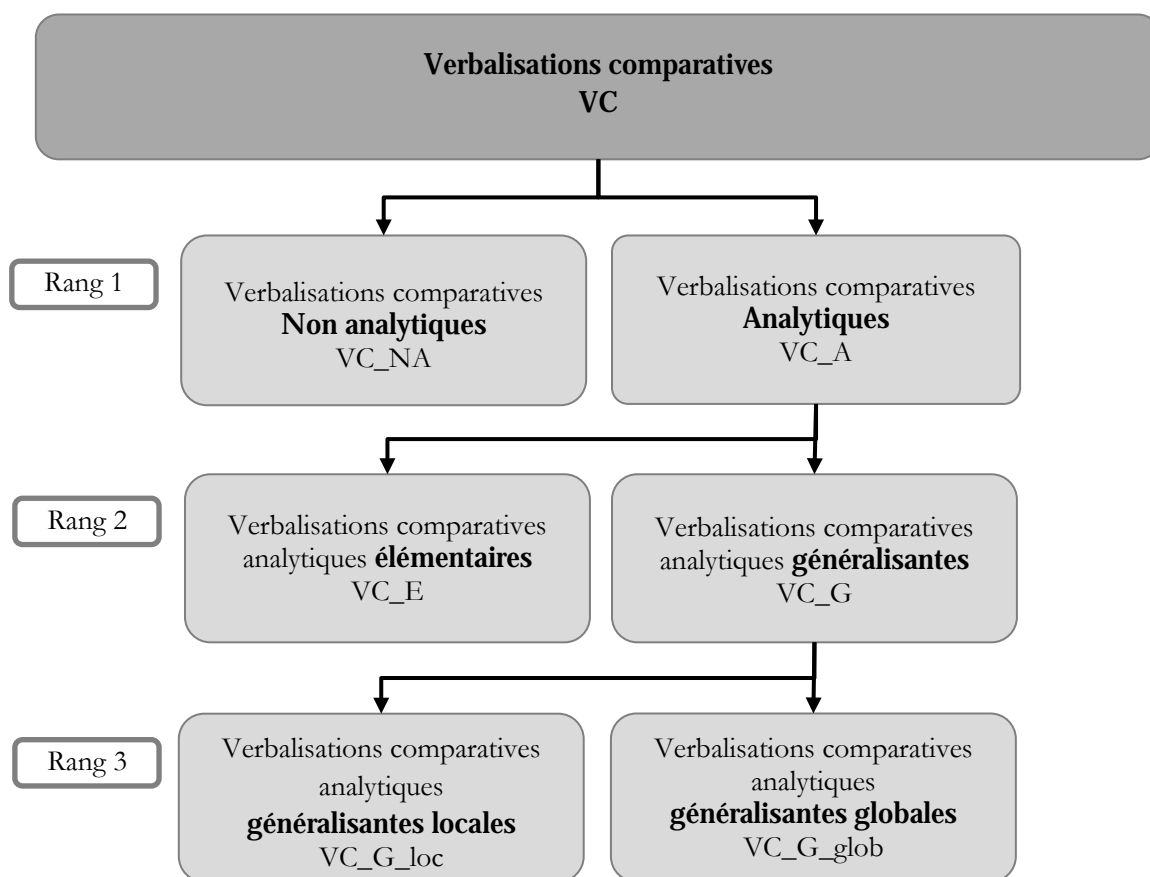 Verbalisations comparatives
VC
Rang 1
Verbalisations comparatives
Non analytiques
VC_NA
Verbalisations comparatives
Analytiques
VC_A
Rang 2
Verbalisations comparatives
analytiques élémentaires
VC_E
Verbalisations comparatives
analytiques généralisantes
VC_G
Rang 3
Verbalisations comparatives
analytiques
généralisantes locales
VC_G_loc
Verbalisations comparatives
analytiques
généralisantes globales
VC_G_glob